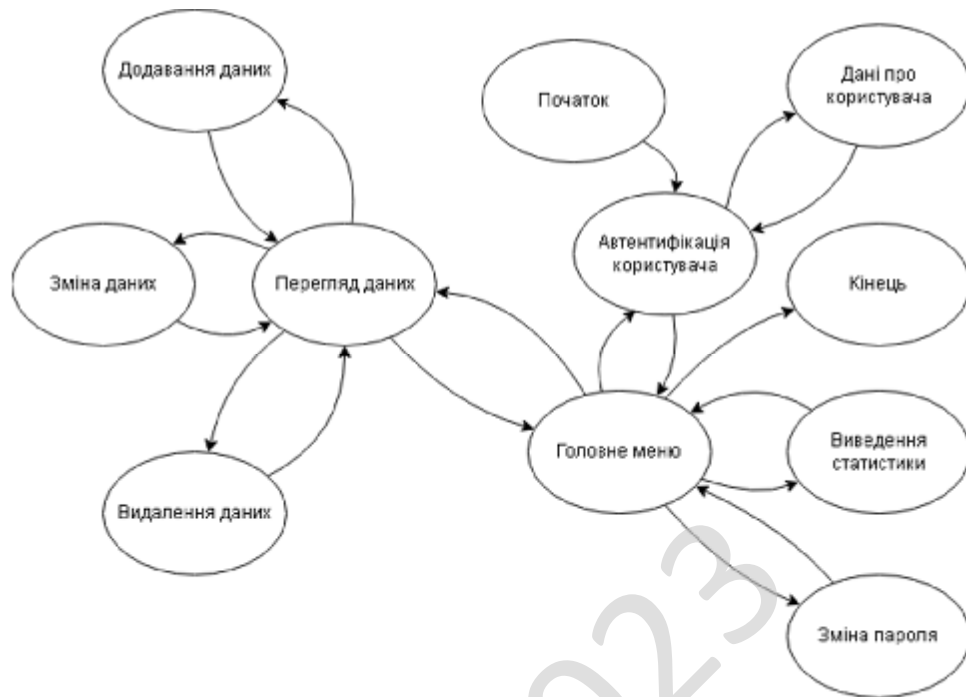 Додавання даних
Початок
Дані про
користувача
Автентифікація
користувача
Зміна даних
Перегляд даних
Кінець
Головне меню
Виведення
статистики
Видалення даних
Зміна пароля
023